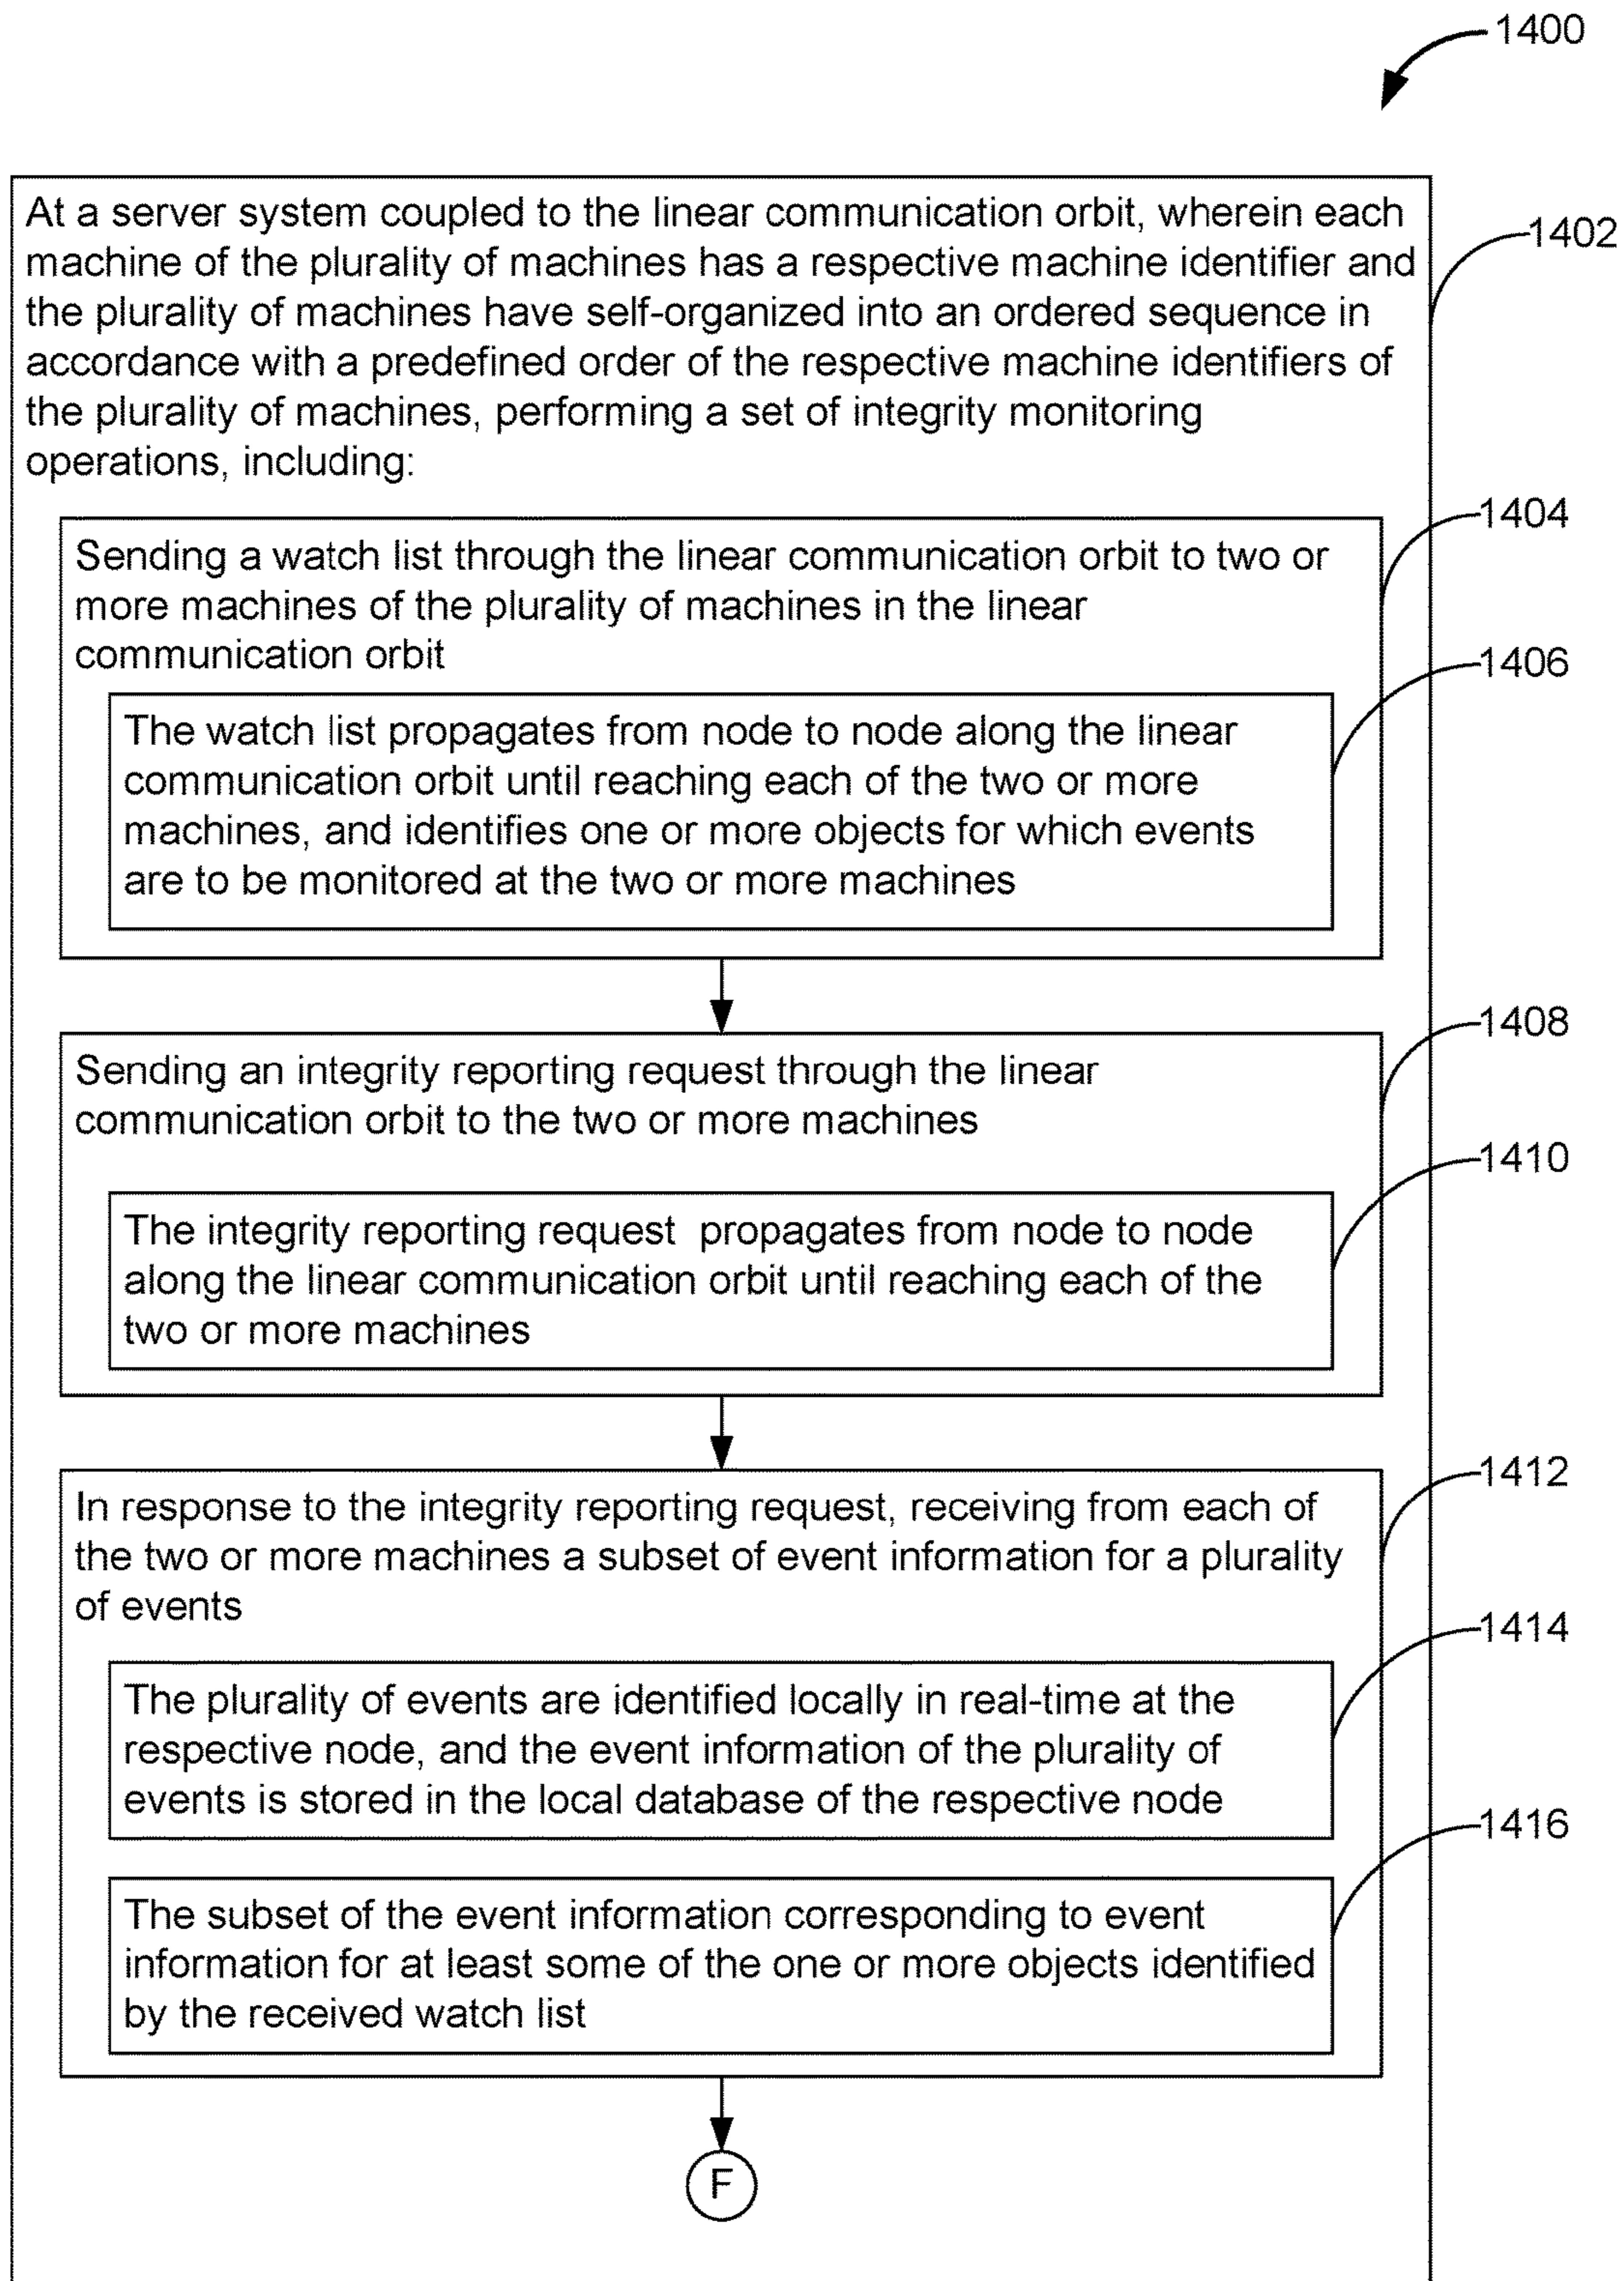 1400
At a server system coupled to the linear communication orbit, wherein each
machine of the plurality of machines has a respective machine identifier and
the plurality of machines have self-organized into an ordered sequence in
accordance with a predefined order of the respective machine identifiers of
the plurality of machines, performing a set of integrity monitoring
operations, including:
1402
Sending a watch list through the linear communication orbit to two or
more machines of the plurality of machines in the linear
communication orbit
1404
The watch list propagates from node to node along the linear
communication orbit until reaching each of the two or more
machines, and identifies one or more objects for which events
are to be monitored at the two or more machines
1406
Sending an integrity reporting request through the linear
communication orbit to the two or more machines
1408
The integrity reporting request propagates from node to node
along the linear communication orbit until reaching each of the
two or more machines
1410
In response to the integrity reporting request, receiving from each of
the two or more machines a subset of event information for a plurality
of events
1412
The plurality of events are identified locally in real-time at the
respective node, and the event information of the plurality of
events is stored in the local database of the respective node
1414
The subset of the event information corresponding to event
information for at least some of the one or more objects identified
by the received watch list
1416
F